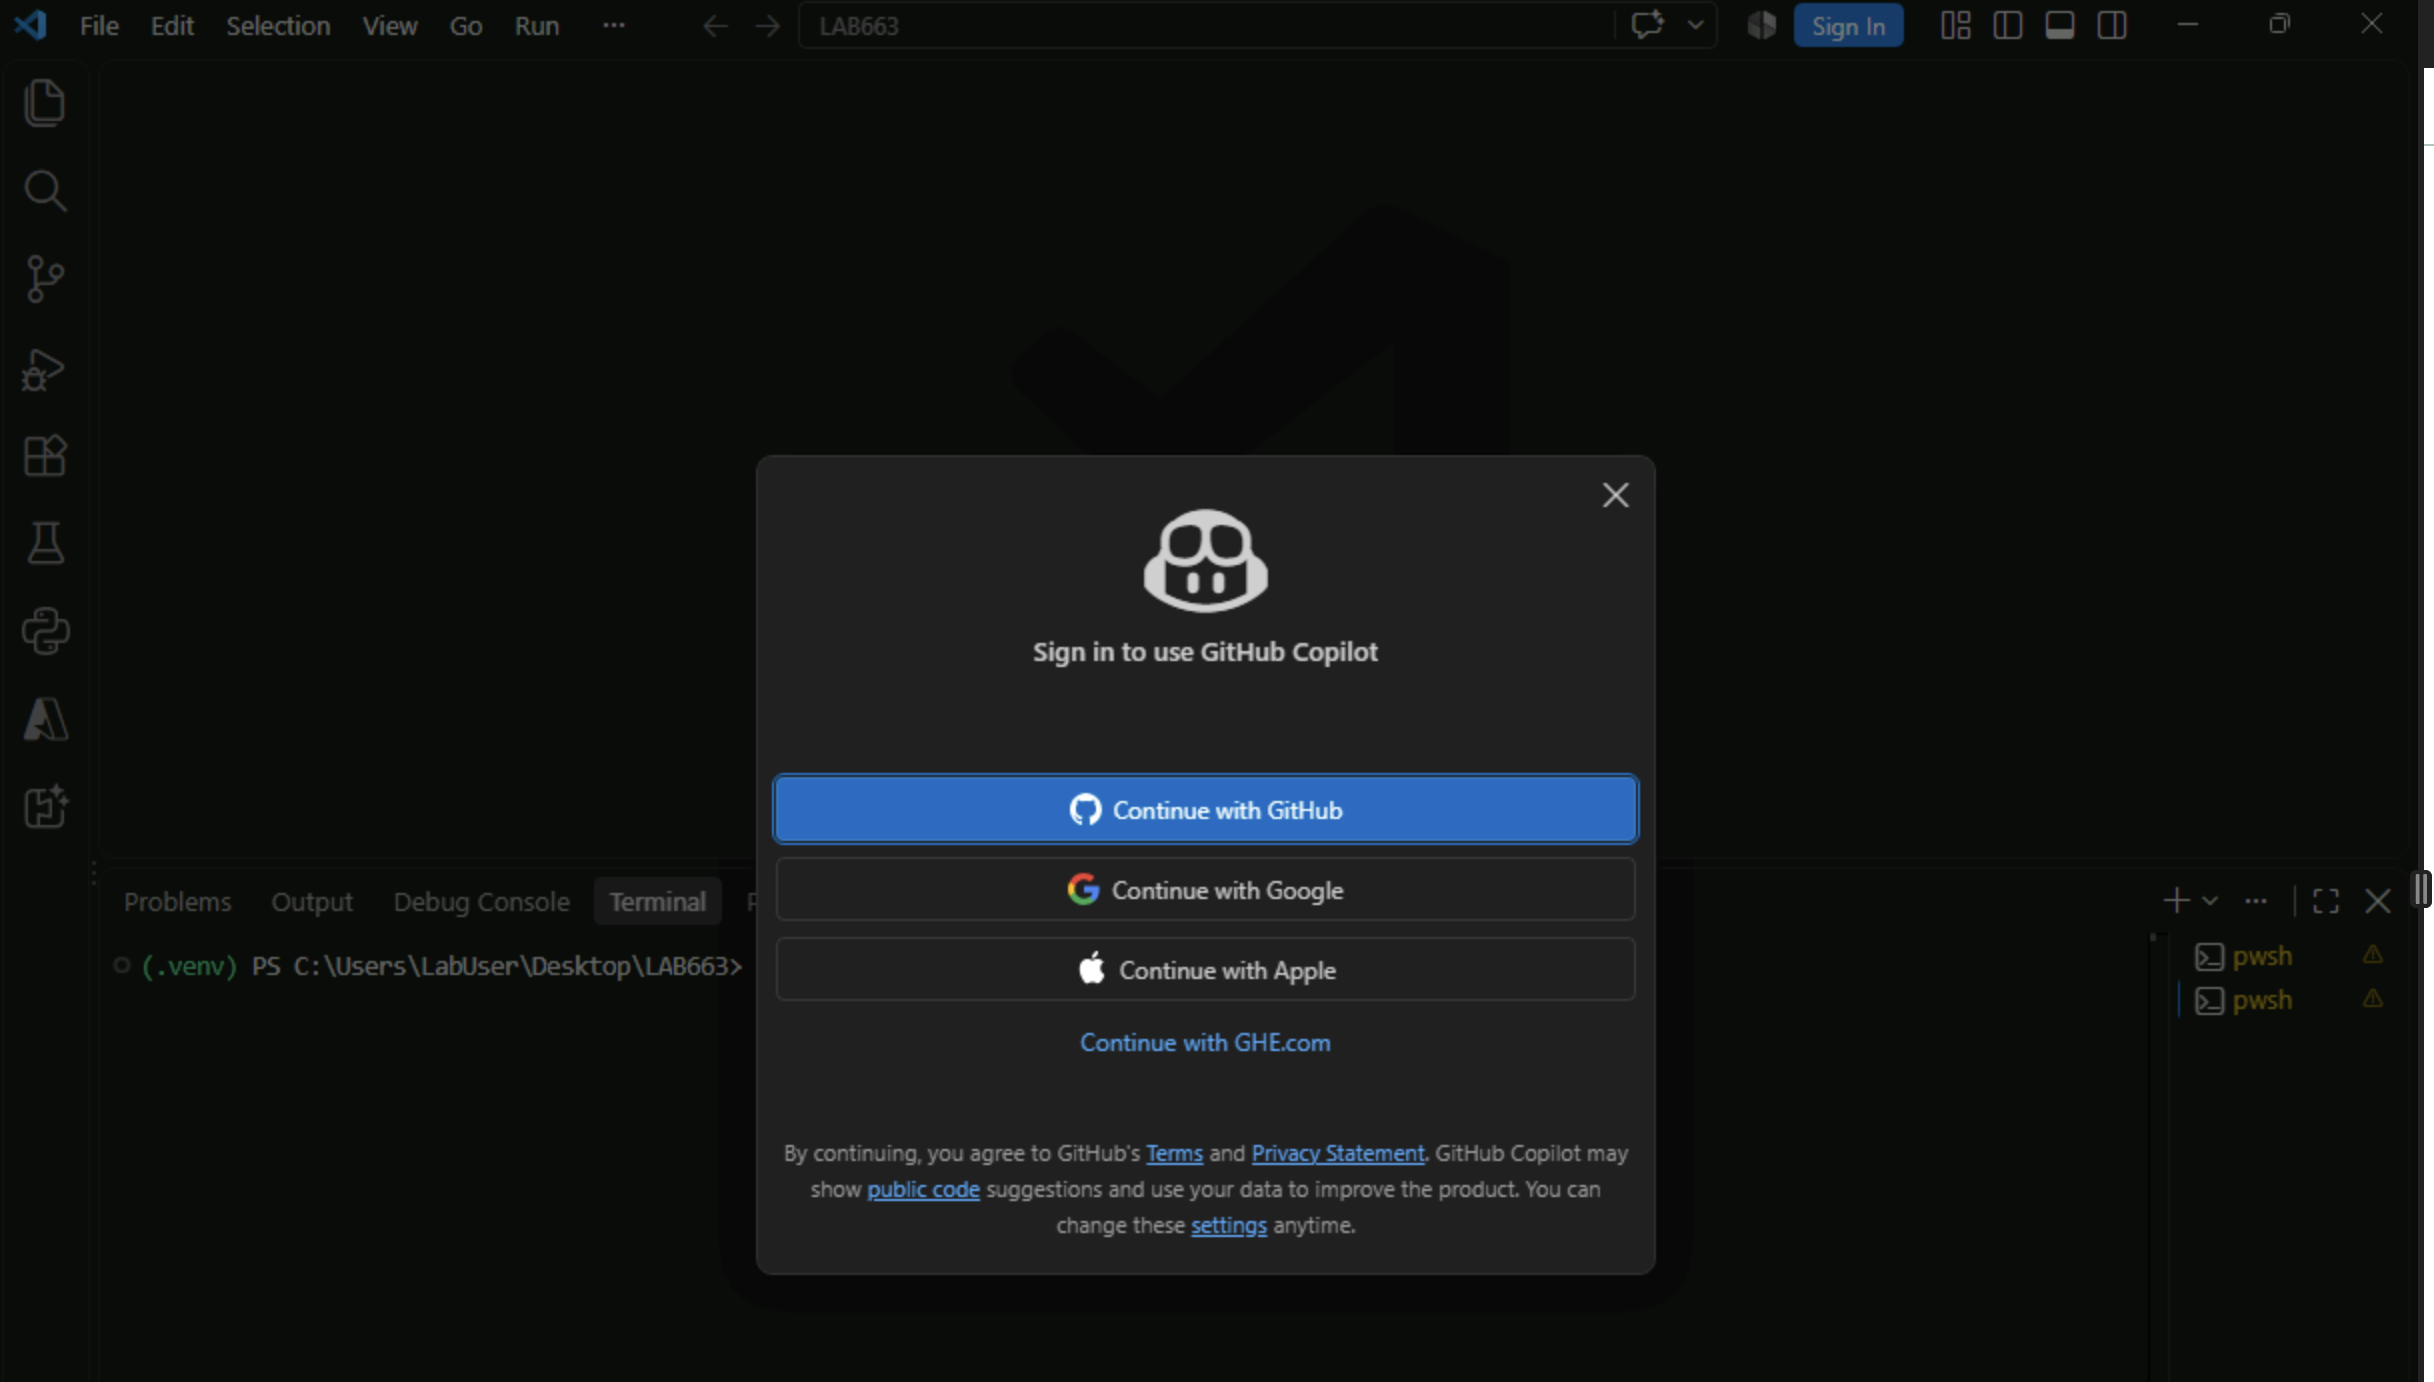 File Edit Selection View Go Run ···
LAB663
Sign In
Sign in to use GitHub Copilot
Continue with GitHub
Continue with Google
Continue with Apple
Continue with GHE.com
By continuing, you agree to GitHub's Terms and Privacy Statement. GitHub Copilot may
show public code suggestions and use your data to improve the product. You can
change these settings anytime.
Problems Output Debug Console Terminal
(.venv) PS C:\Users\LabUser\Desktop\LAB663>
pwsh
pwsh